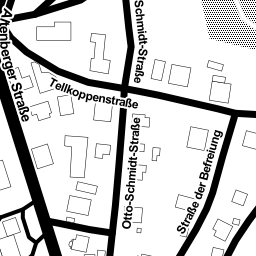 Altenberger Straße
Schmidt-Straße
Tellkoppenstraße
Otto-Schmidt-Straße
Straße der Befreiung